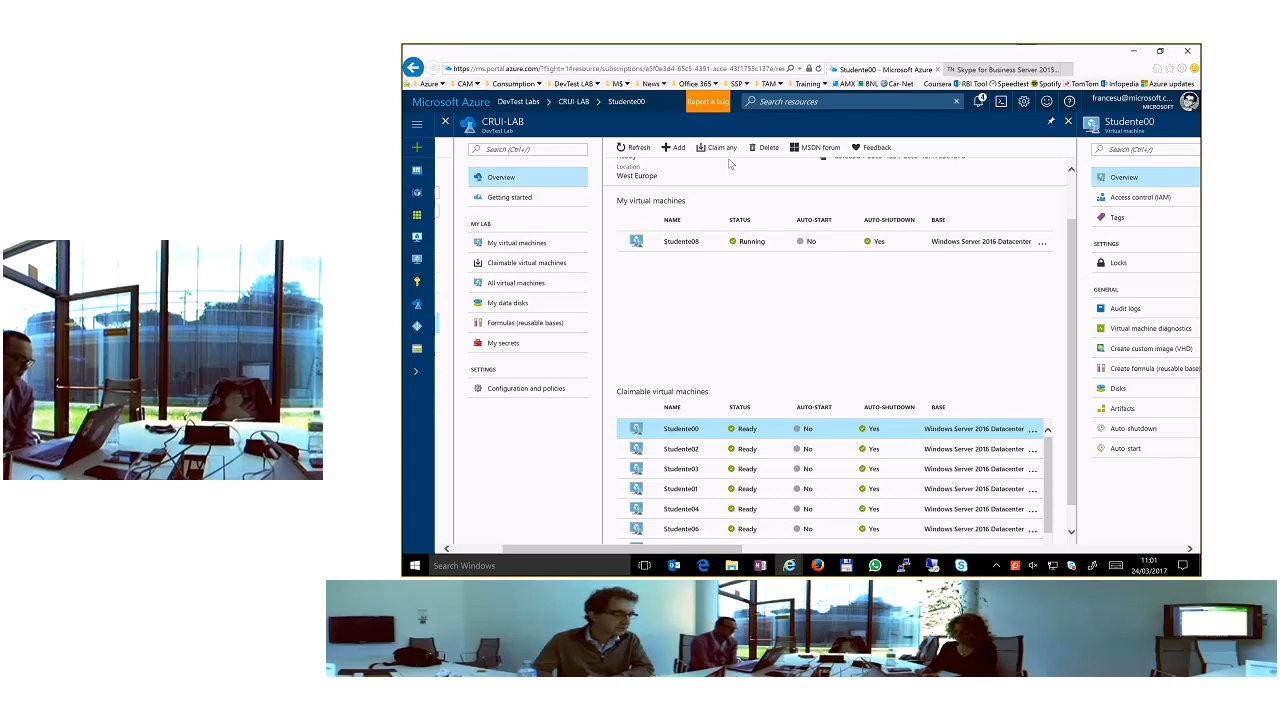 https://ms.portal.azure.com/?flight=1#resource/subscriptions/a5f0e3d4-65c5-4391-acce-43f1753c137e/res
Studente00 - Microsoft Azure
TN Skype for Business Server 2015...
Azure CAM Consumption DevTest LAB MS News Office 365 SSP TAM Training AMX BNL Car-Net Coursera RBI Tool Speedtest Spotify TomTom Infopedia Azure updates
Microsoft Azure DevTest Labs > CRUI-LAB > Studente00
Report a bug
Search resources
4
francesu@microsoft.c...
MICROSOFT
CRUI-LAB
DevTest Lab
Search (Ctrl+/)
Overview
Getting started
MY LAB
My virtual machines
Claimable virtual machines
All virtual machines
My data disks
Formulas (reusable bases)
My secrets
SETTINGS
Configuration and policies
Refresh Add Claim any Delete MSDN forum Feedback
Location
West Europe
My virtual machines
NAME STATUS AUTO-START AUTO-SHUTDOWN BASE
Studente08 Running No Yes Windows Server 2016 Datacenter ...
Claimable virtual machines
NAME STATUS AUTO-START AUTO-SHUTDOWN BASE
Studente00 Ready No Yes Windows Server 2016 Datacenter ...
Studente02 Ready No Yes Windows Server 2016 Datacenter ...
Studente03 Ready No Yes Windows Server 2016 Datacenter ...
Studente01 Ready No Yes Windows Server 2016 Datacenter ...
Studente04 Ready No Yes Windows Server 2016 Datacenter ...
Studente06 Ready No Yes Windows Server 2016 Datacenter ...
Studente00
Virtual machine
Search (Ctrl+/)
Overview
Access control (IAM)
Tags
SETTINGS
Locks
GENERAL
Audit logs
Virtual machine diagnostics
Create custom image (VHD)
Create formula (reusable base)
Disks
Artifacts
Auto-shutdown
Auto-start
Search Windows
11:01
24/03/2017